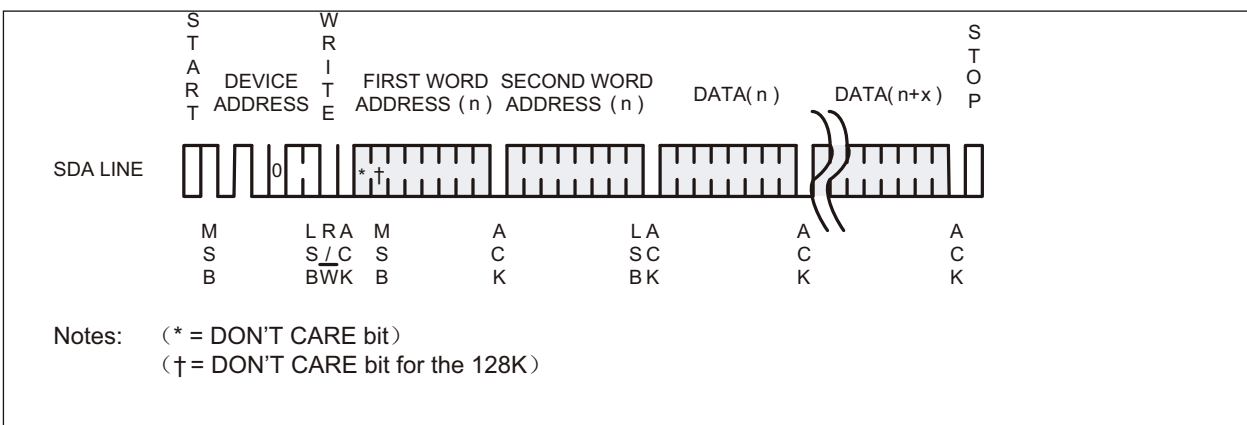 START
WRITE
STOP
DEVICE ADDRESS
FIRST WORD ADDRESS (n)
SECOND WORD ADDRESS (n)
DATA(n)
DATA(n+x)
SDA LINE
0
* †
MSB
LSB
R/W
ACK
MSB
ACK
LSB
ACK
ACK
ACK
Notes: (* = DON'T CARE bit)
(† = DON'T CARE bit for the 128K)